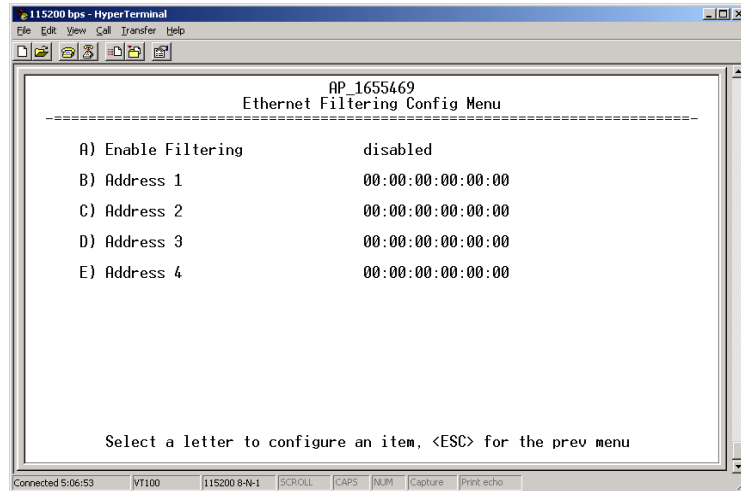 115200 bps - HyperTerminal
File Edit View Call Transfer Help
AP_1655469
Ethernet Filtering Config Menu
-==========================================================================-
A) Enable Filtering disabled
B) Address 1 00:00:00:00:00:00
C) Address 2 00:00:00:00:00:00
D) Address 3 00:00:00:00:00:00
E) Address 4 00:00:00:00:00:00
Select a letter to configure an item, <ESC> for the prev menu
Connected 5:06:53 VT100 115200 8-N-1 SCROLL CAPS NUM Capture Print echo